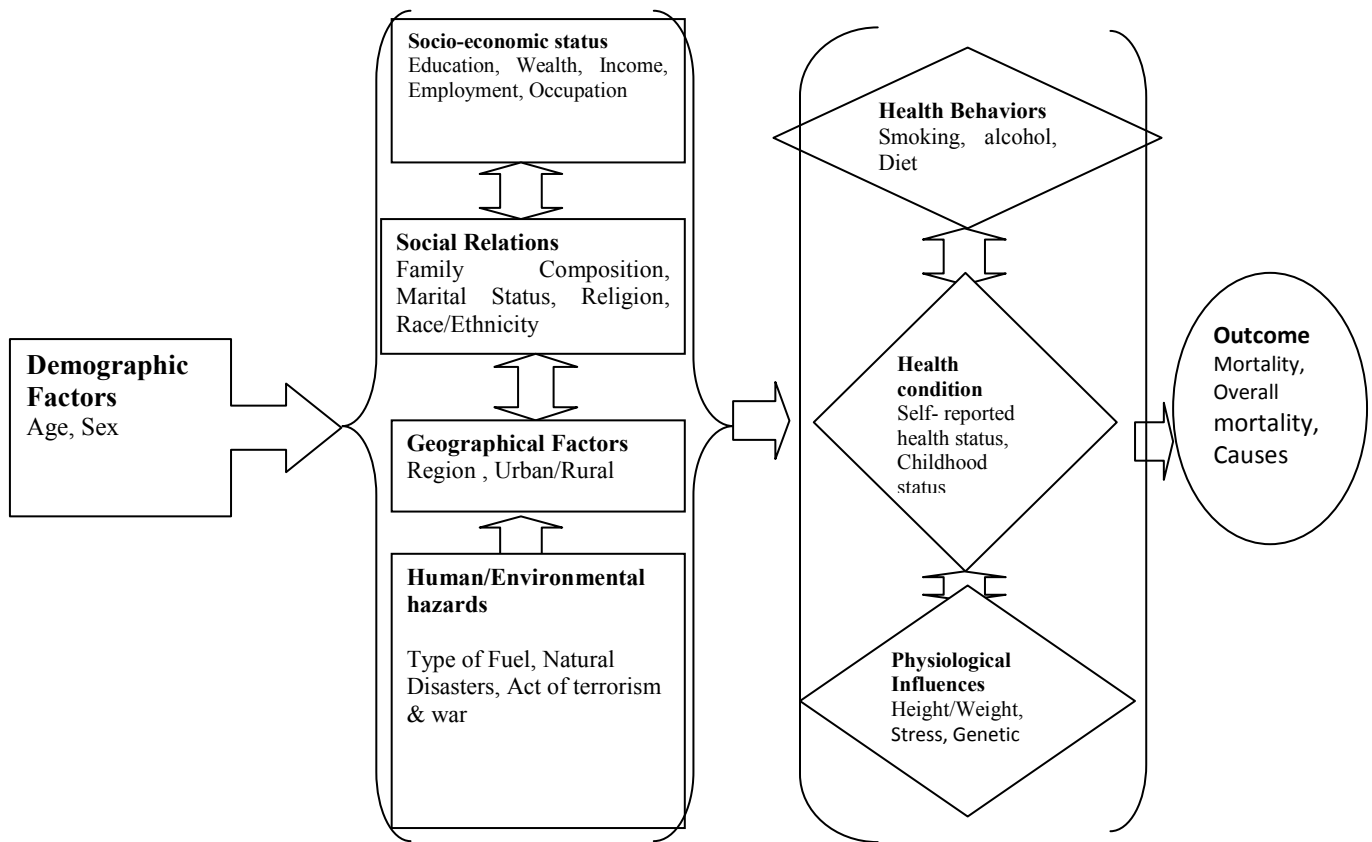 Demographic
Factors
Age, Sex
Socio-economic status
Education, Wealth, Income,
Employment, Occupation
Social Relations
Family Composition,
Marital Status, Religion,
Race/Ethnicity
Geographical Factors
Region , Urban/Rural
Human/Environmental
hazards
Type of Fuel, Natural
Disasters, Act of terrorism
& war
Health Behaviors
Smoking, alcohol,
Diet
Health
condition
Self- reported
health status,
Childhood
status
Physiological
Influences
Height/Weight,
Stress, Genetic
Outcome
Mortality,
Overall
mortality,
Causes